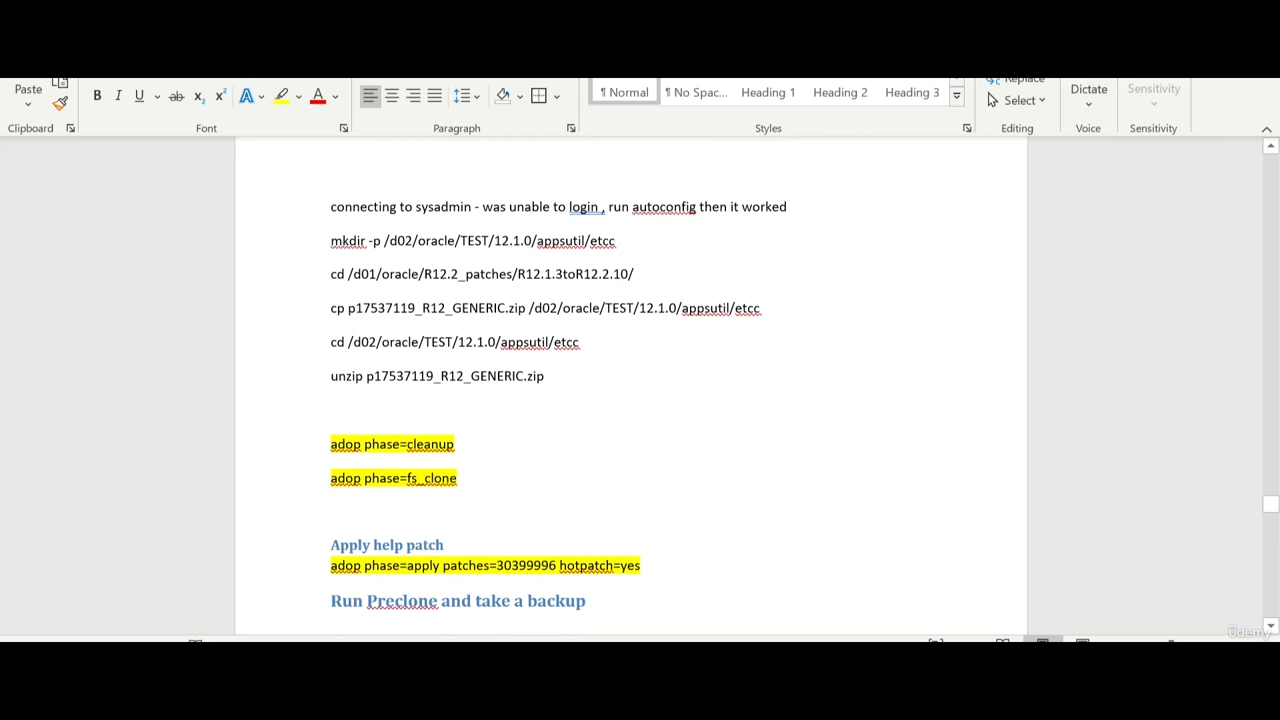 Replace
Paste
B I U ab x₂ x² A A
¶ Normal ¶ No Spac... Heading 1 Heading 2 Heading 3
Select
Dictate
Sensitivity
Clipboard Font Paragraph Styles Editing Voice Sensitivity
connecting to sysadmin - was unable to login , run autoconfig then it worked
mkdir -p /d02/oracle/TEST/12.1.0/appsutil/etcc
cd /d01/oracle/R12.2_patches/R12.1.3toR12.2.10/
cp p17537119_R12_GENERIC.zip /d02/oracle/TEST/12.1.0/appsutil/etcc
cd /d02/oracle/TEST/12.1.0/appsutil/etcc
unzip p17537119_R12_GENERIC.zip
adop phase=cleanup
adop phase=fs_clone
Apply help patch
adop phase=apply patches=30399996 hotpatch=yes
Run Preclone and take a backup
ûdemy